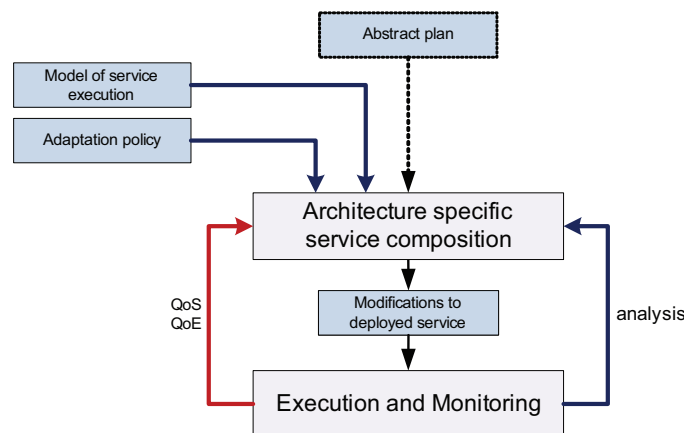 Abstract plan
Model of service
execution
Adaptation policy
Architecture specific
service composition
QoS
QoE
Modifications to
deployed service
analysis
Execution and Monitoring